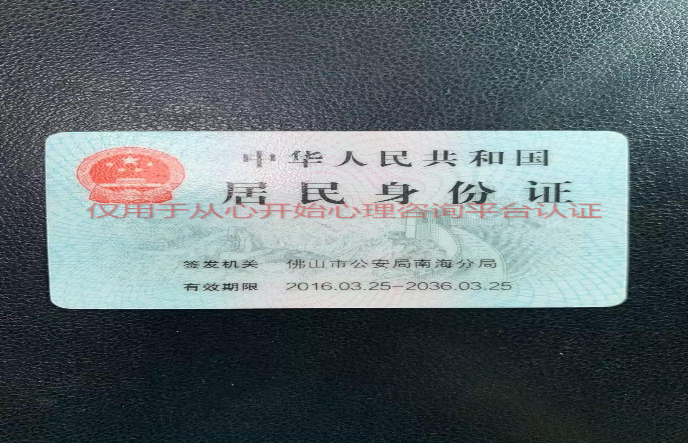 中华人民共和国
居民身份证
仅用于从心开始心理咨询平台认证
签发机关 佛山市公安局南海分局
有效期限 2016.03.25-2036.03.25